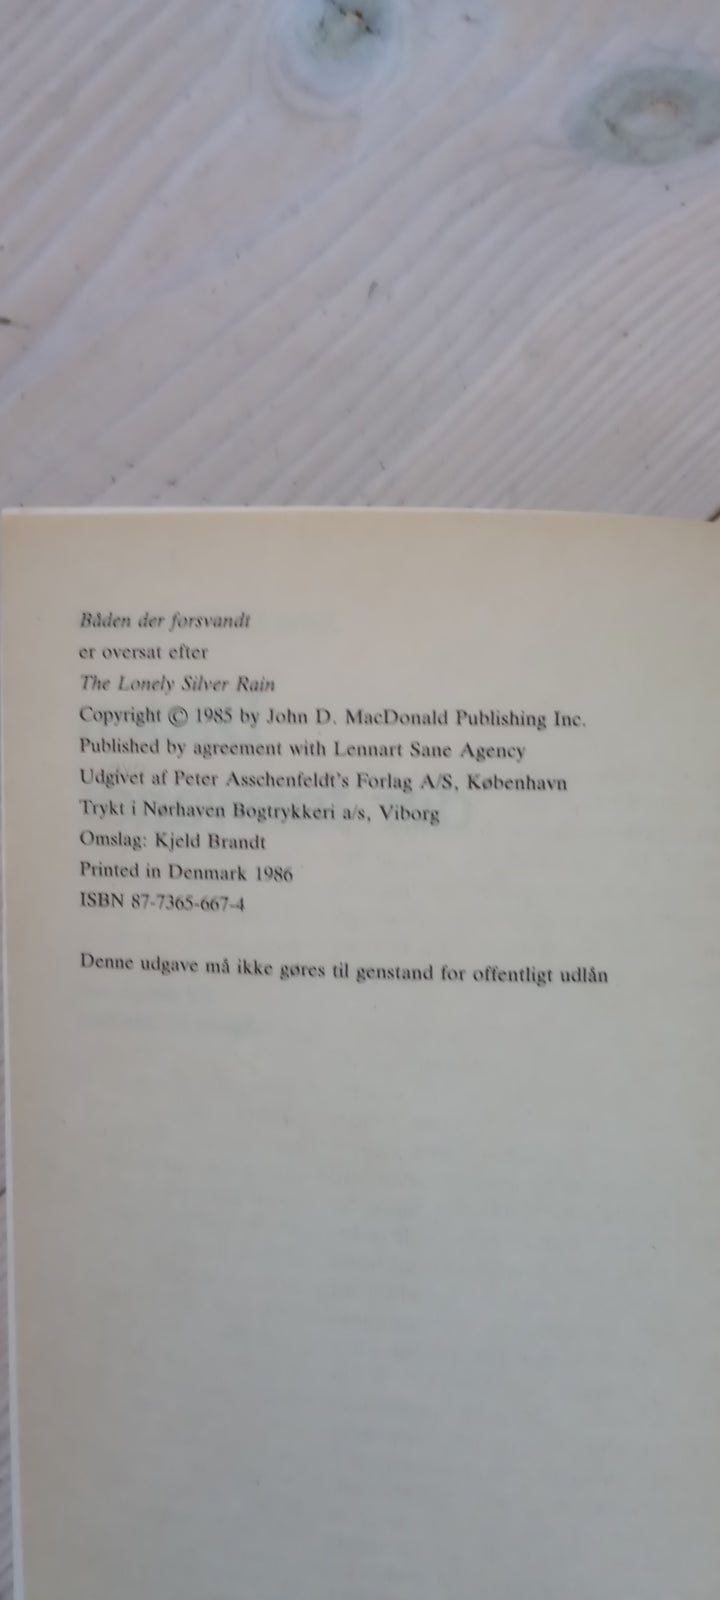 Båden der forsvandt
er oversat efter
The Lonely Silver Rain
Copyright © 1985 by John D. MacDonald Publishing Inc.
Published by agreement with Lennart Sane Agency
Udgivet af Peter Asschenfeldt's Forlag A/S, København
Trykt i Nørhaven Bogtrykkeri a/s, Viborg
Omslag: Kjeld Brandt
Printed in Denmark 1986
ISBN 87-7365-667-4
Denne udgave må ikke gøres til genstand for offentligt udlån